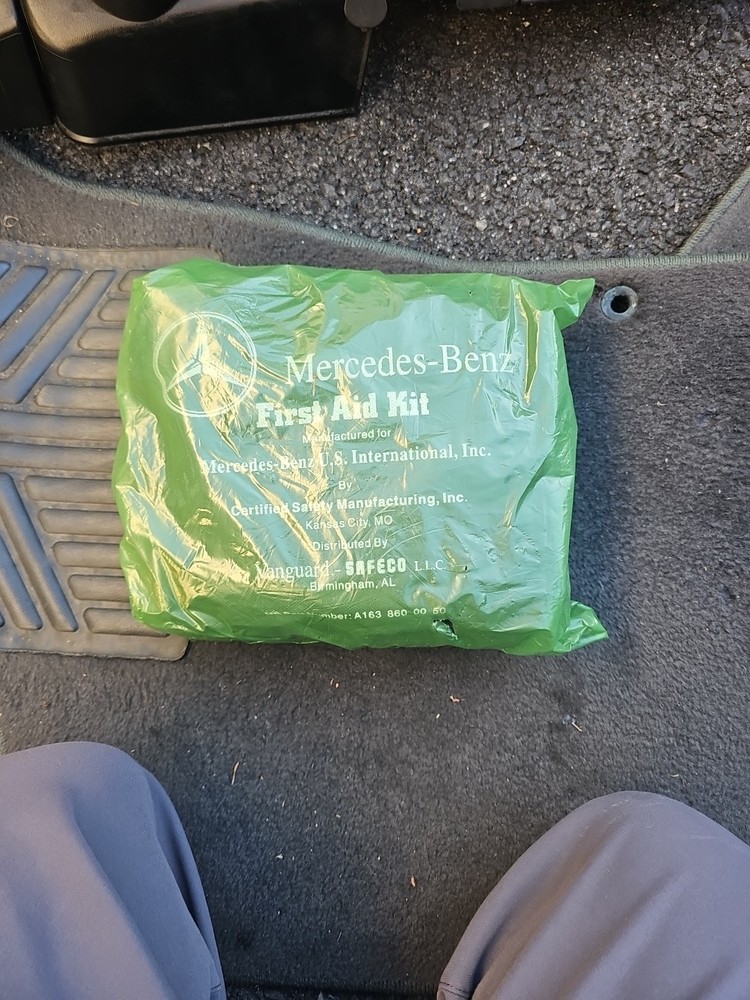 Mercedes-Benz
First Aid Kit
Manufactured for
Mercedes-Benz U.S. International, Inc.
By
Certified Safety Manufacturing, Inc.
Kansas City, MO
Distributed By
Vanguard - SAFECO L.L.C.
Birmingham, AL
Number: A163 860 00 50